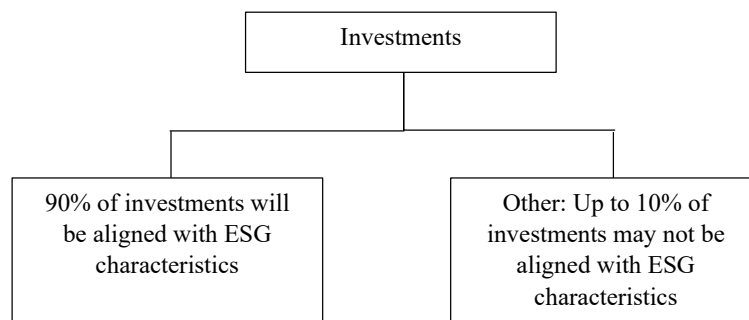 Investments
90% of investments will
be aligned with ESG
characteristics
Other: Up to 10% of
investments may not be
aligned with ESG
characteristics